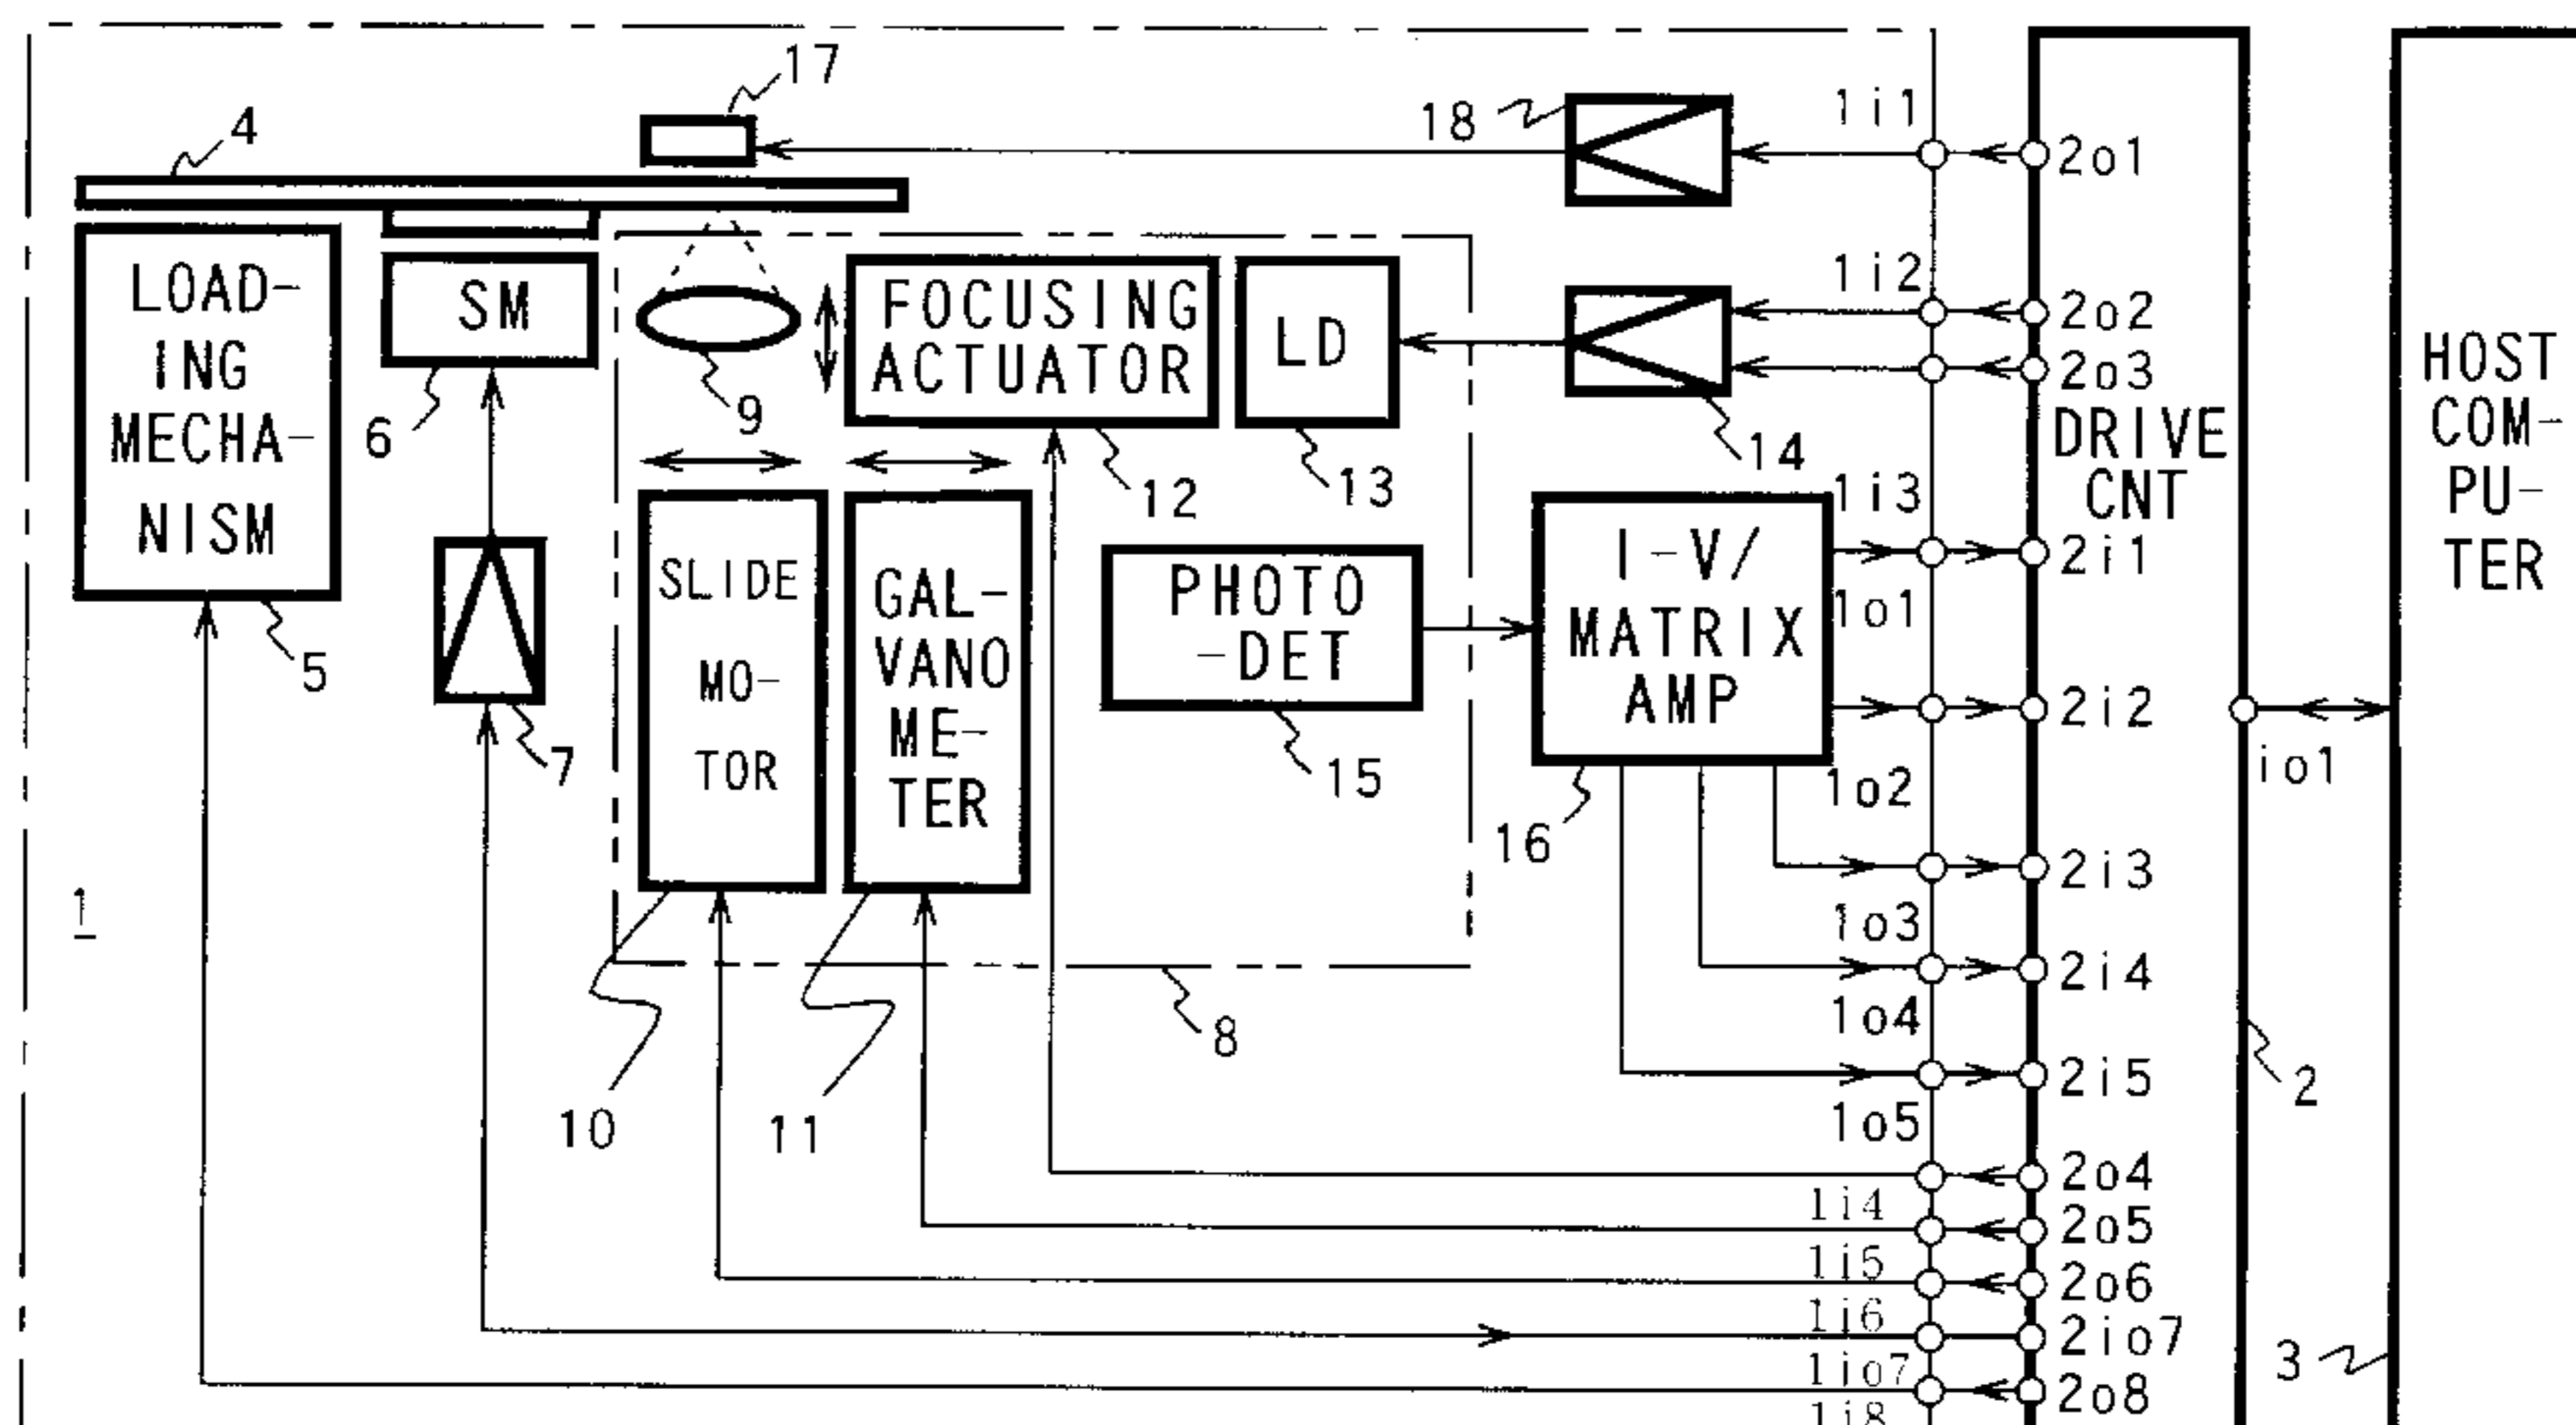 17
4
18
1i1
2o1
LOAD-
ING
MECHA-
NISM
SM
FOCUSING
ACTUATOR
LD
1i2
2o2
2o3
HOST
COM-
PU-
TER
DRIVE
CNT
6
9
12
13
14
1i3
2i1
SLIDE
MO-
TOR
GAL-
VANO
ME-
TER
PHOTO
-DET
I-V/
MATRIX
AMP
1o1
5
7
15
16
2i2
io1
1o2
2i3
1
1o3
2i4
8
1o4
2i5
2
10
11
1o5
2o4
1i4
2o5
1i5
2o6
1i6
2io7
3
1io7
2o8
1i8